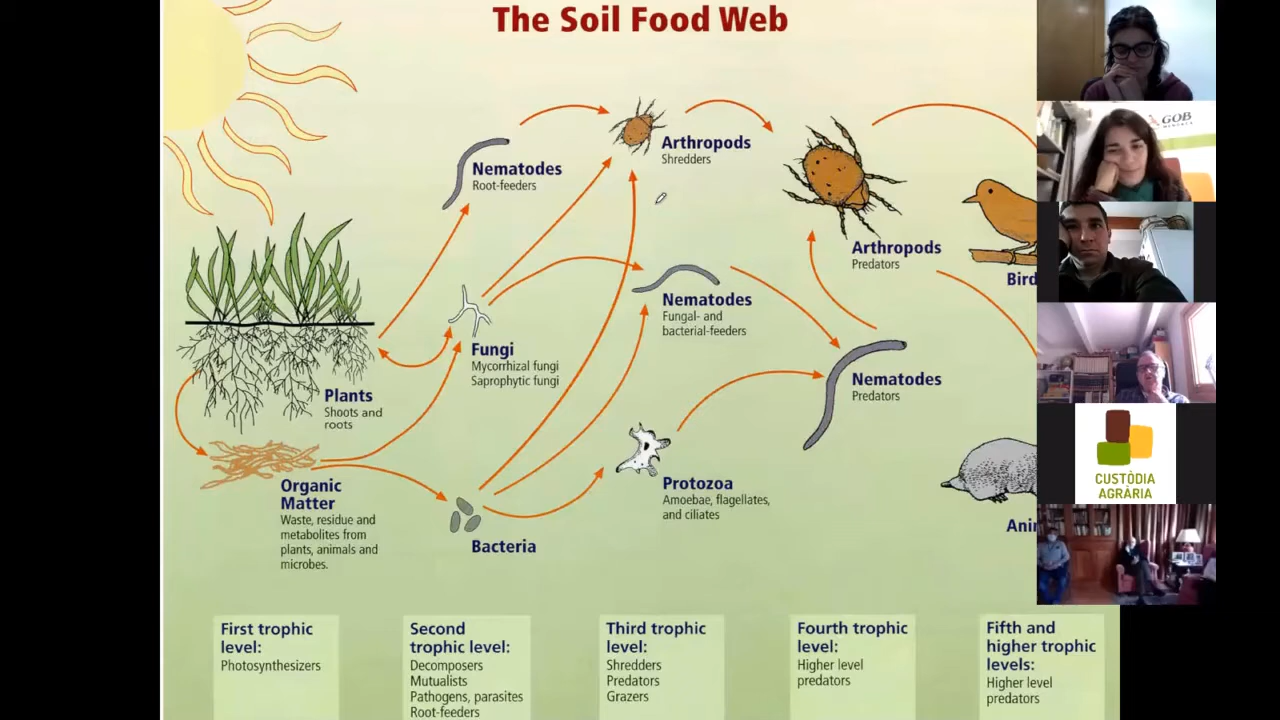 The Soil Food Web
GOB
MENORCA
Nematodes
Root-feeders
Arthropods
Shredders
Arthropods
Predators
Bird
Nematodes
Fungal- and
bacterial-feeders
Fungi
Mycorrhizal fungi
Saprophytic fungi
Nematodes
Predators
Plants
Shoots and
roots
Organic
Matter
Waste, residue and
metabolites from
plants, animals and
microbes.
Bacteria
Protozoa
Amoebae, flagellates,
and ciliates
Ani
CUSTÒDIA
AGRÀRIA
First trophic
level:
Photosynthesizers
Second
trophic level:
Decomposers
Mutualists
Pathogens, parasites
Root-feeders
Third trophic
level:
Shredders
Predators
Grazers
Fourth trophic
level:
Higher level
predators
Fifth and
higher trophic
levels:
Higher level
predators